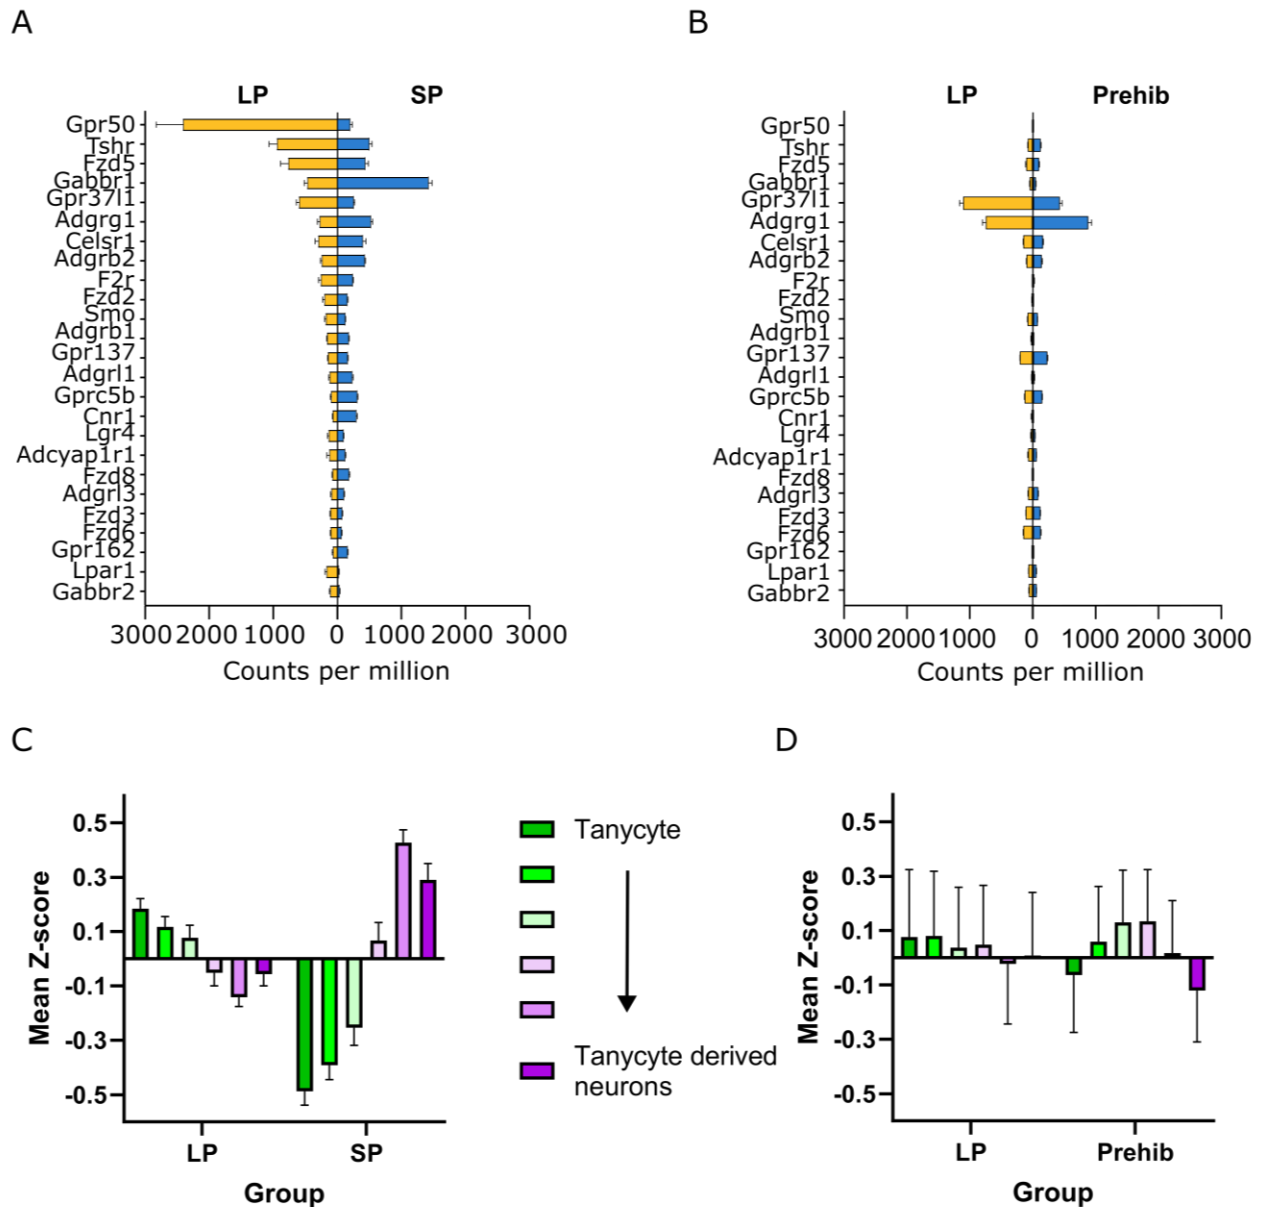 A
LP SP
Gpr50
Tshr
Fzd5
Gabbr1
Gpr37l1
Adgrg1
Celsr1
Adgrb2
F2r
Fzd2
Smo
Adgrb1
Gpr137
Adgrl1
Gprc5b
Cnr1
Lgr4
Adcyap1r1
Fzd8
Adgrl3
Fzd3
Fzd6
Gpr162
Lpar1
Gabbr2
3000 2000 1000 0 1000 2000 3000
Counts per million
B
LP Prehib
Gpr50
Tshr
Fzd5
Gabbr1
Gpr37l1
Adgrg1
Celsr1
Adgrb2
F2r
Fzd2
Smo
Adgrb1
Gpr137
Adgrl1
Gprc5b
Cnr1
Lgr4
Adcyap1r1
Fzd8
Adgrl3
Fzd3
Fzd6
Gpr162
Lpar1
Gabbr2
3000 2000 1000 0 1000 2000 3000
Counts per million
C
Mean Z-score
0.5
0.3
0.1
-0.1
-0.3
-0.5
LP SP
Group
Tanycyte
Tanycyte derived
neurons
D
Mean Z-score
0.5
0.3
0.1
-0.1
-0.3
-0.5
LP Prehib
Group